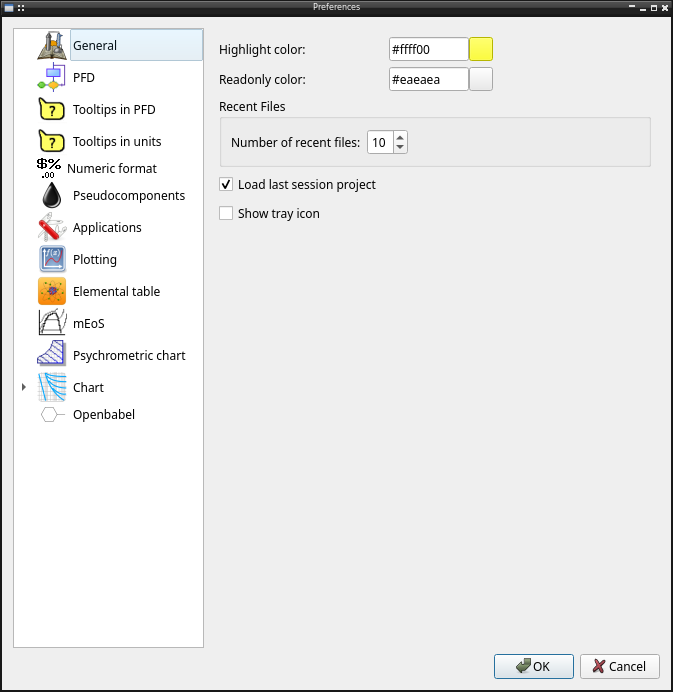 Preferences
General
PFD
?
Tooltips in PFD
?
Tooltips in units
$%
.00
Numeric format
Pseudocomponents
Applications
f(x)
Plotting
Elemental table
mEoS
Psychrometric chart
Chart
Openbabel
Highlight color: #ffff00
Readonly color: #eaeaea
Recent Files
Number of recent files: 10
Load last session project
Show tray icon
OK Cancel